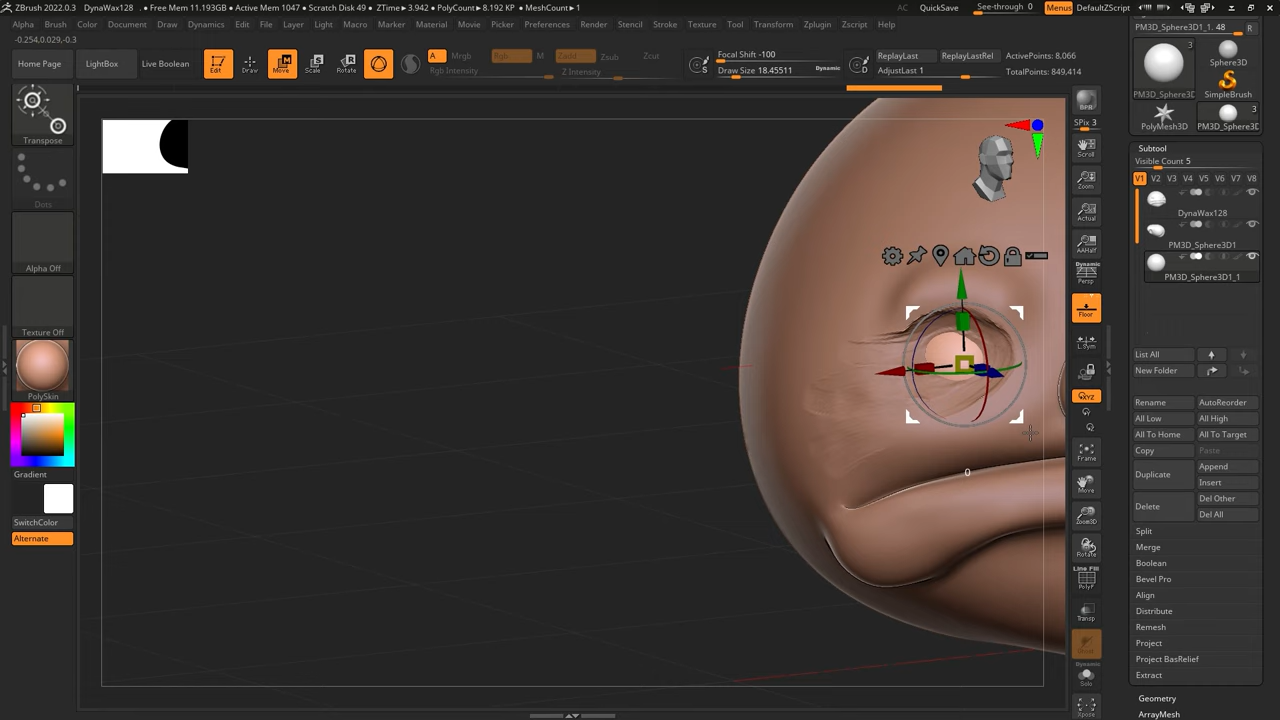 ZBrush 2022.0.3 DynaWax128 . • Free Mem 11.193GB • Active Mem 1047 • Scratch Disk 49 • ZTime ▸ 3.942 • PolyCount ▸ 8.192 KP • MeshCount ▸ 1
AC QuickSave See-through 0 Menus DefaultZScript
Alpha Brush Color Document Draw Dynamics Edit File Layer Light Macro Marker Material Movie Picker Preferences Render Stencil Stroke Texture Tool Transform Zplugin Zscript Help
-0.254,0.029,-0.3
Home Page LightBox Live Boolean
Edit Draw Move Scale Rotate
A Mrgb Rgb M Zadd Zsub Zcut
Rgb Intensity Z Intensity
S Focal Shift -100
Draw Size 18.45511 Dynamic
D ReplayLast ReplayLastRel
AdjustLast 1
ActivePoints: 8,066
TotalPoints: 849,414
Transpose
Dots
Alpha Off
Texture Off
PolySkin
Gradient
SwitchColor
Alternate
0
BPR
SPix 3
Scroll
Zoom
Actual
AAHalf
Dynamic
Persp
Floor
L.Sym
XYZ
Frame
Move
Zoom3D
Rotate
Line Fill
PolyF
Transp
Dynamic
Solo
Xpose
PM3D_Sphere3D1_1. 48 R
3
PM3D_Sphere3D
Sphere3D
SimpleBrush
PolyMesh3D
3
PM3D_Sphere3D
Subtool
Visible Count 5
V1 V2 V3 V4 V5 V6 V7 V8
DynaWax128
PM3D_Sphere3D1
PM3D_Sphere3D1_1
List All
New Folder
Rename AutoReorder
All Low All High
All To Home All To Target
Copy Paste
Duplicate Append
Insert
Delete Del Other
Del All
Split
Merge
Boolean
Bevel Pro
Align
Distribute
Remesh
Project
Project BasRelief
Extract
Geometry
ArrayMesh